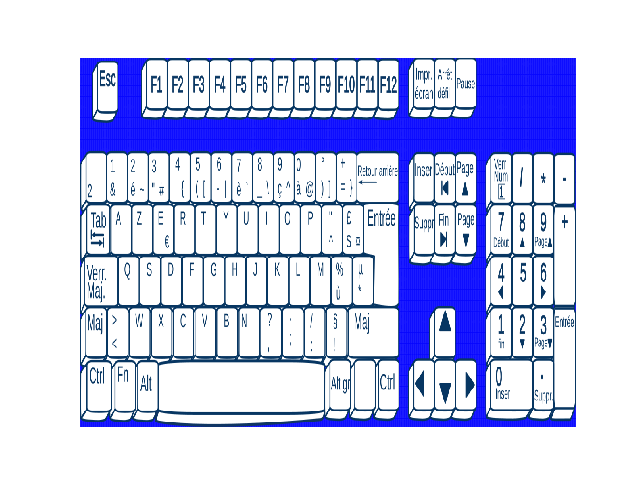 Esc F1 F2 F3 F4 F5 F6 F7 F8 F9 F10 F11 F12 Impr. écran Arrêt défil Pause
2 1 & 2 é ~ 3 " # 4 ' { 5 ( [ 6 - | 7 è ` 8 _ \ 9 ç ^ 0 à @ ° ) ] + = } Retour arrière Inser Début Page Verr Num 1 / * -
Tab A Z E € R T Y U I O P " ^ £ $ ¤ Entrée Suppr Fin Page 7 Début 8 9 Page +
Verr. Maj. Q S D F G H J K L M % ù µ * 4 5 6
Maj > < W X C V B N ? , . ; / : § ! Maj 1 fin 2 3 Page Entrée
Ctrl Fn Alt Alt gr Ctrl 0 Inser . Suppr.